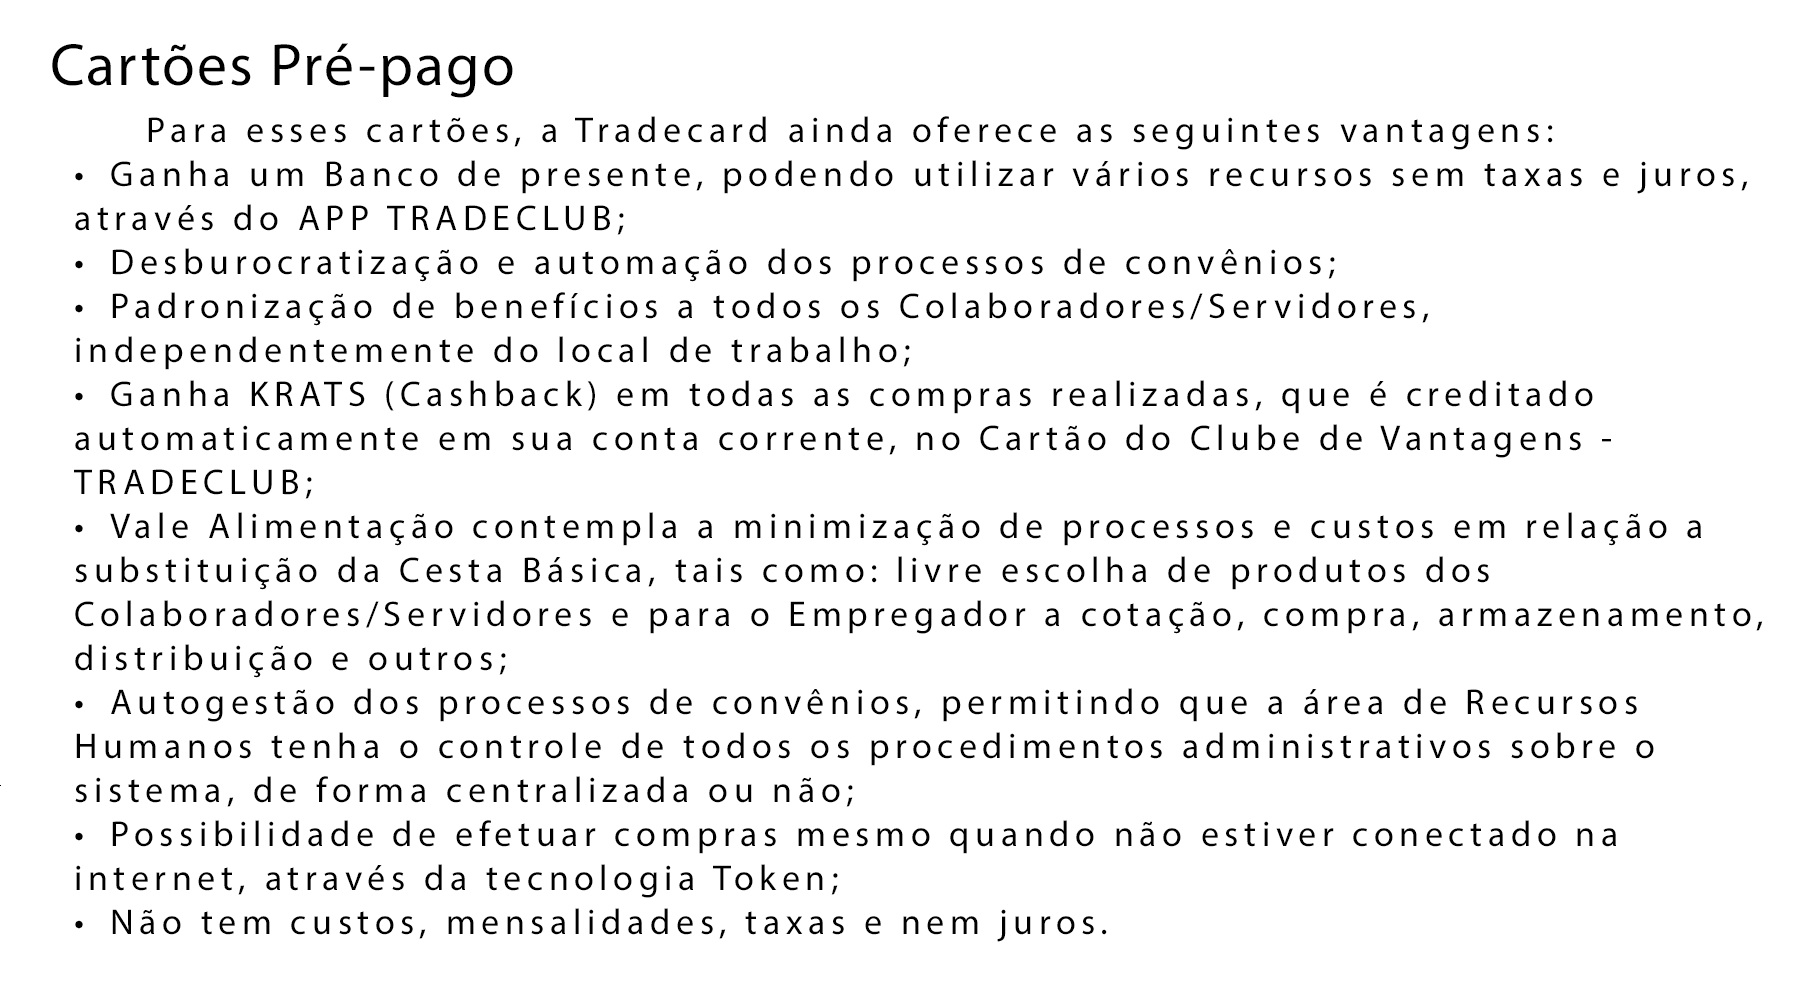 Cartões Pré-pago
Para esses cartões, a Tradecard ainda oferece as seguintes vantagens:
• Ganha um Banco de presente, podendo utilizar vários recursos sem taxas e juros,
através do APP TRADECLUB;
• Desburocratização e automação dos processos de convênios;
• Padronização de benefícios a todos os Colaboradores/Servidores,
independentemente do local de trabalho;
• Ganha KRATS (Cashback) em todas as compras realizadas, que é creditado
automaticamente em sua conta corrente, no Cartão do Clube de Vantagens -
TRADECLUB;
• Vale Alimentação contempla a minimização de processos e custos em relação a
substituição da Cesta Básica, tais como: livre escolha de produtos dos
Colaboradores/Servidores e para o Empregador a cotação, compra, armazenamento,
distribuição e outros;
• Autogestão dos processos de convênios, permitindo que a área de Recursos
Humanos tenha o controle de todos os procedimentos administrativos sobre o
sistema, de forma centralizada ou não;
• Possibilidade de efetuar compras mesmo quando não estiver conectado na
internet, através da tecnologia Token;
• Não tem custos, mensalidades, taxas e nem juros.